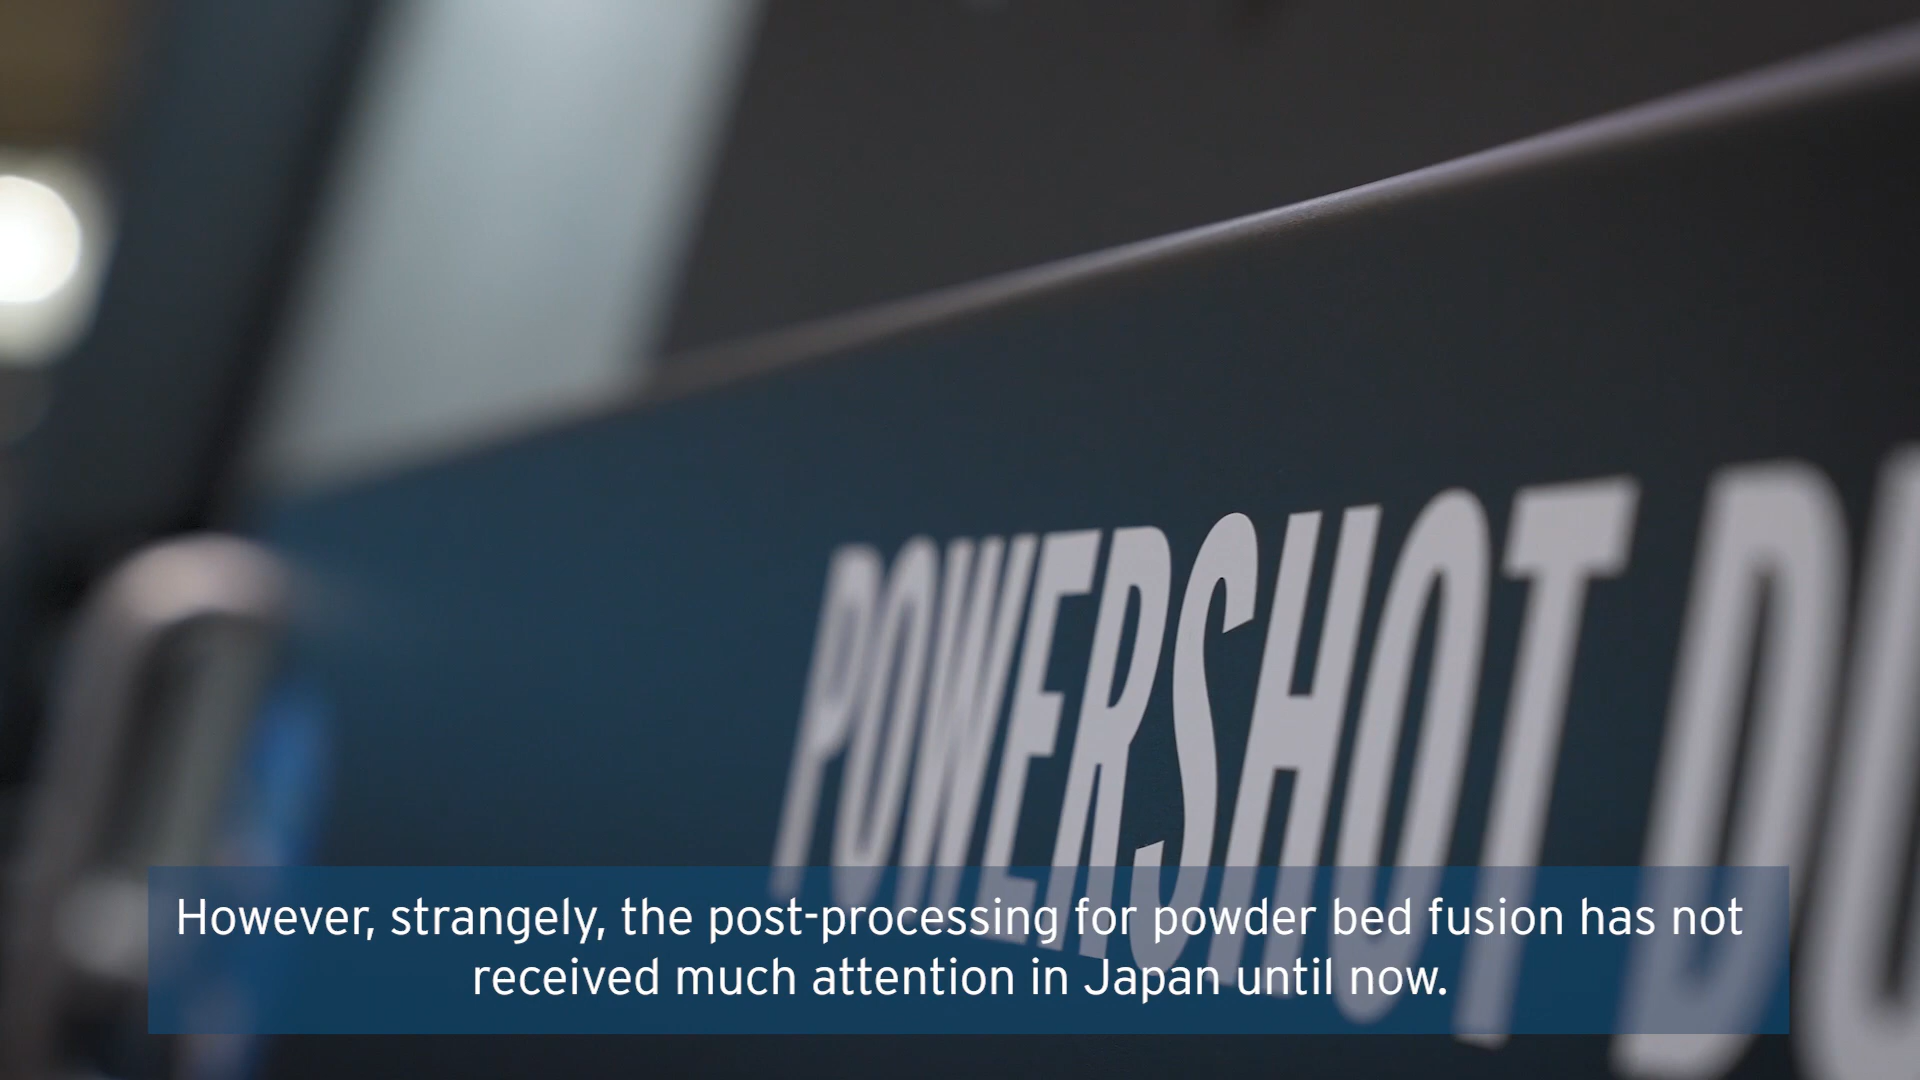 POWERSHOT
However, strangely, the post-processing for powder bed fusion has not
received much attention in Japan until now.